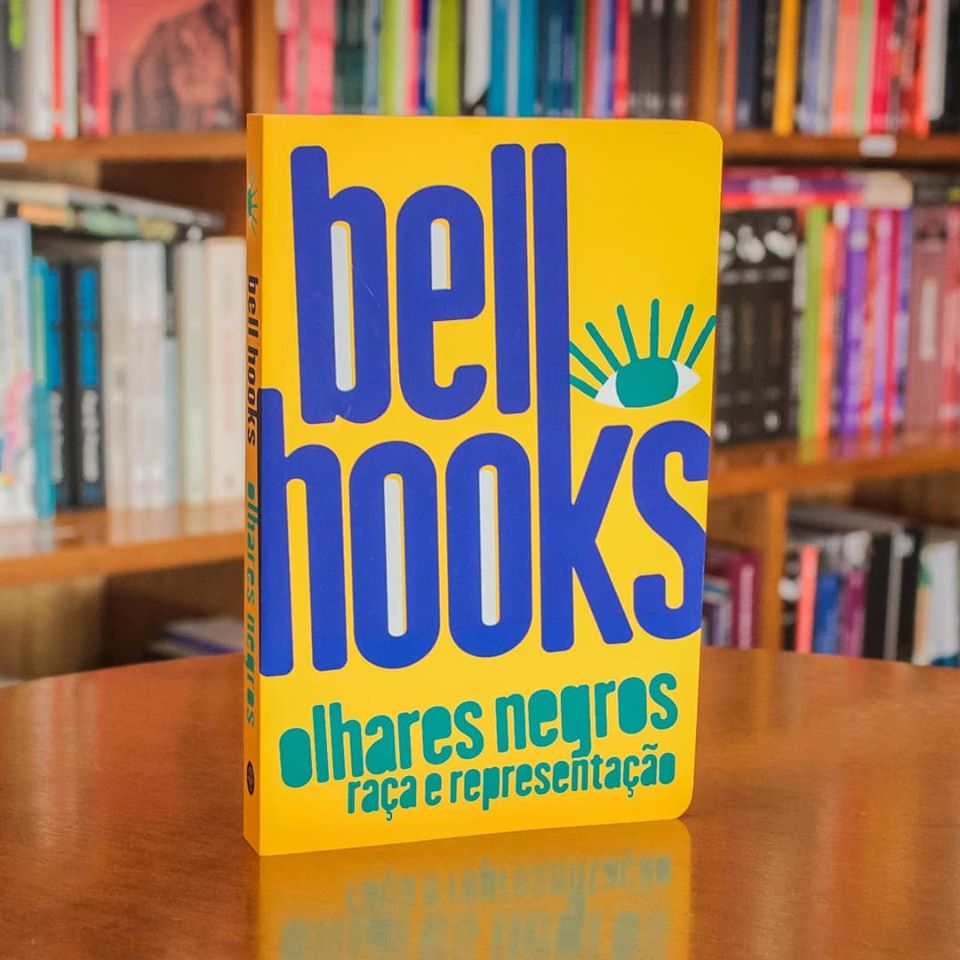 bell
hooks
olhares negros
raça e representação
bell hooks olhares negros